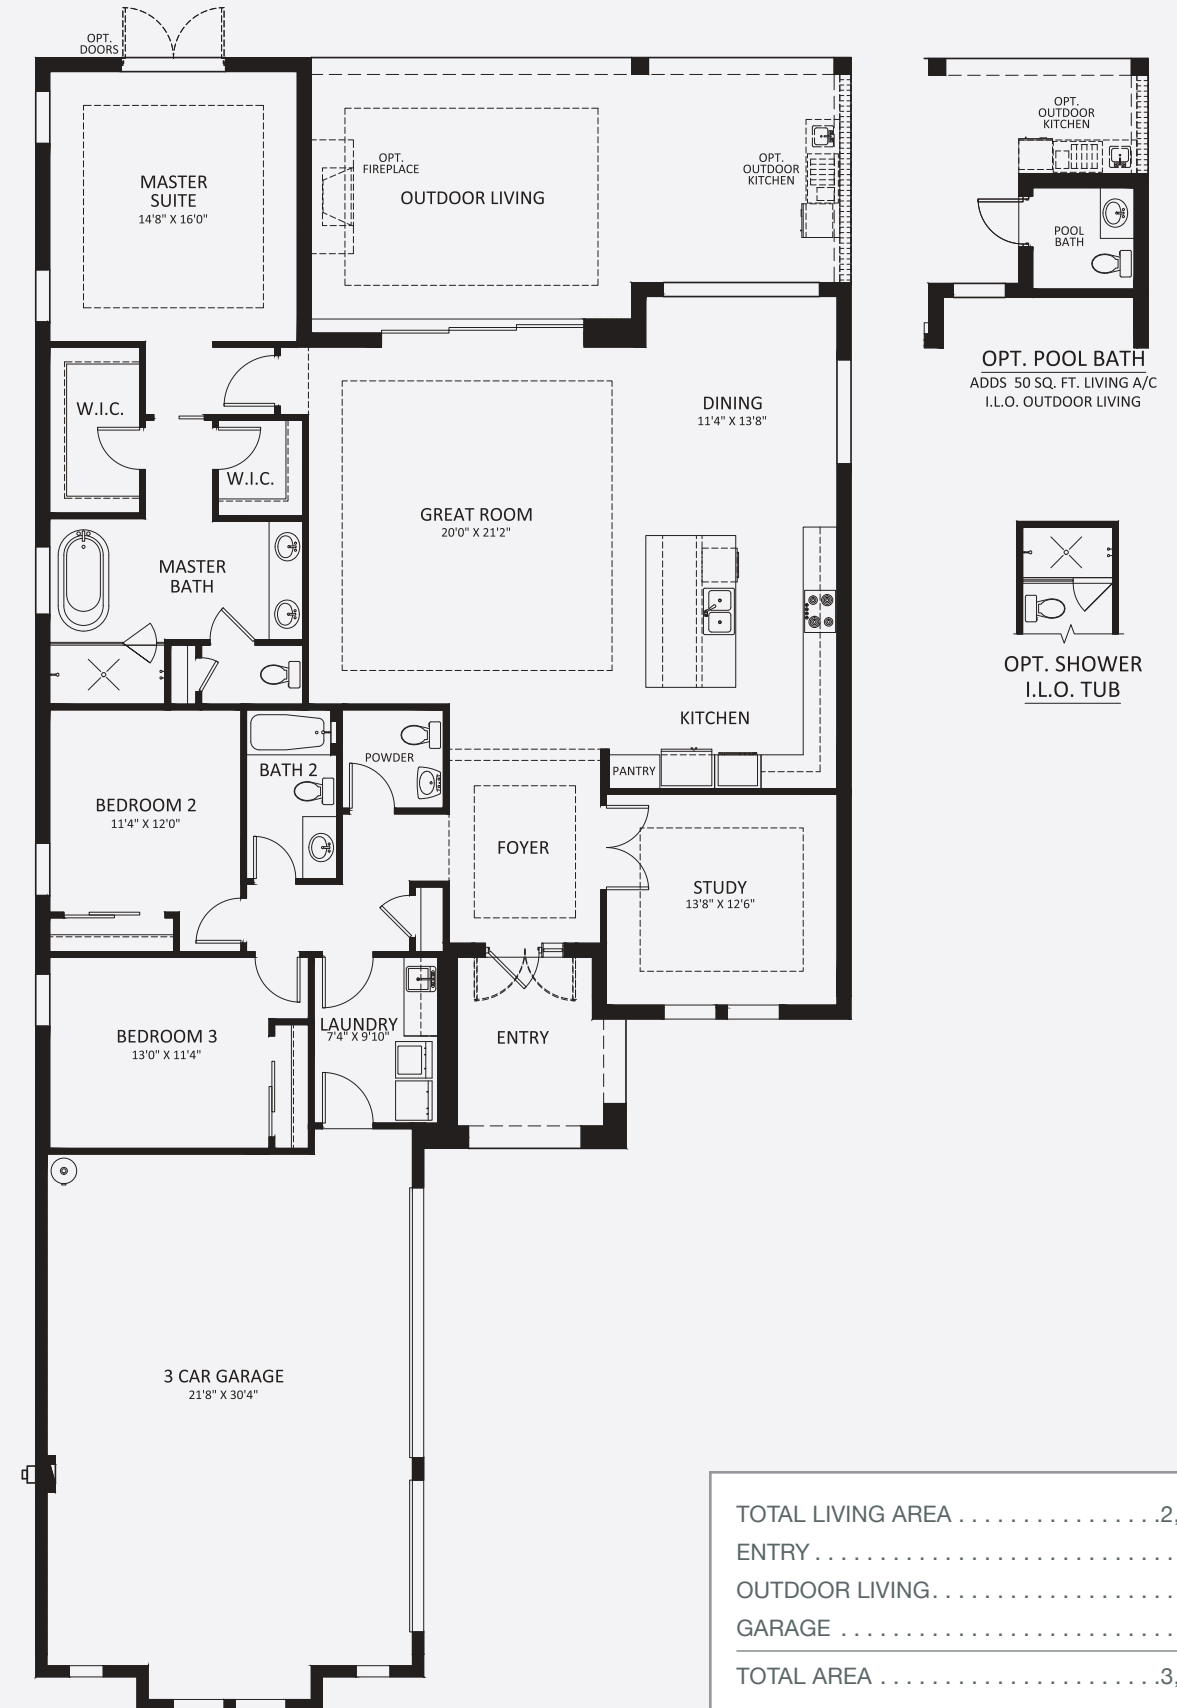 OPT.
DOORS
MASTER
SUITE
14'8" X 16'0"
OPT.
FIREPLACE
OUTDOOR LIVING
OPT.
OUTDOOR
KITCHEN
OPT.
OUTDOOR
KITCHEN
POOL
BATH
OPT. POOL BATH
ADDS 50 SQ. FT. LIVING A/C
I.L.O. OUTDOOR LIVING
W.I.C.
W.I.C.
DINING
11'4" X 13'8"
GREAT ROOM
20'0" X 21'2"
MASTER
BATH
OPT. SHOWER
I.L.O. TUB
KITCHEN
PANTRY
POWDER
BATH 2
BEDROOM 2
11'4" X 12'0"
FOYER
STUDY
13'8" X 12'6"
BEDROOM 3
13'0" X 11'4"
LAUNDRY
7'4" X 9'10"
ENTRY
3 CAR GARAGE
21'8" X 30'4"
TOTAL LIVING AREA . . . . . . . . . . . . . . . .2,
ENTRY . . . . . . . . . . . . . . . . . . . . . . . . . . . .
OUTDOOR LIVING. . . . . . . . . . . . . . . . . . .
GARAGE . . . . . . . . . . . . . . . . . . . . . . . . . .
TOTAL AREA . . . . . . . . . . . . . . . . . . . . . .3,